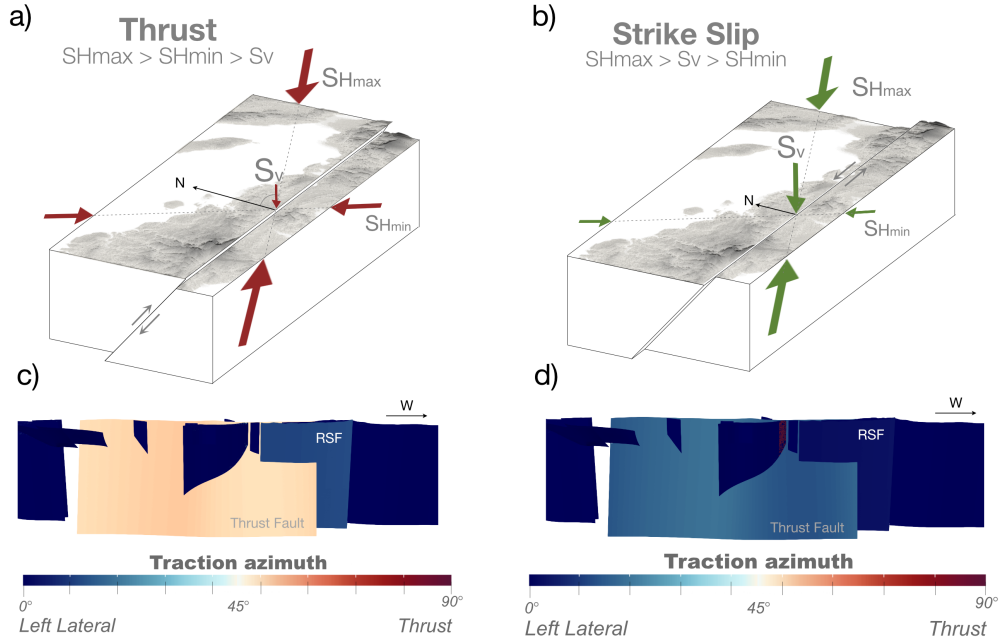 a)
Thrust
SHmax > SHmin > Sv
SHmax
Sv
N
SHmin
b)
Strike Slip
SHmax > Sv > SHmin
SHmax
Sv
N
SHmin
c)
W
RSF
Thrust Fault
Traction azimuth
0° 45° 90°
Left Lateral Thrust
d)
W
RSF
Thrust Fault
Traction azimuth
0° 45° 90°
Left Lateral Thrust